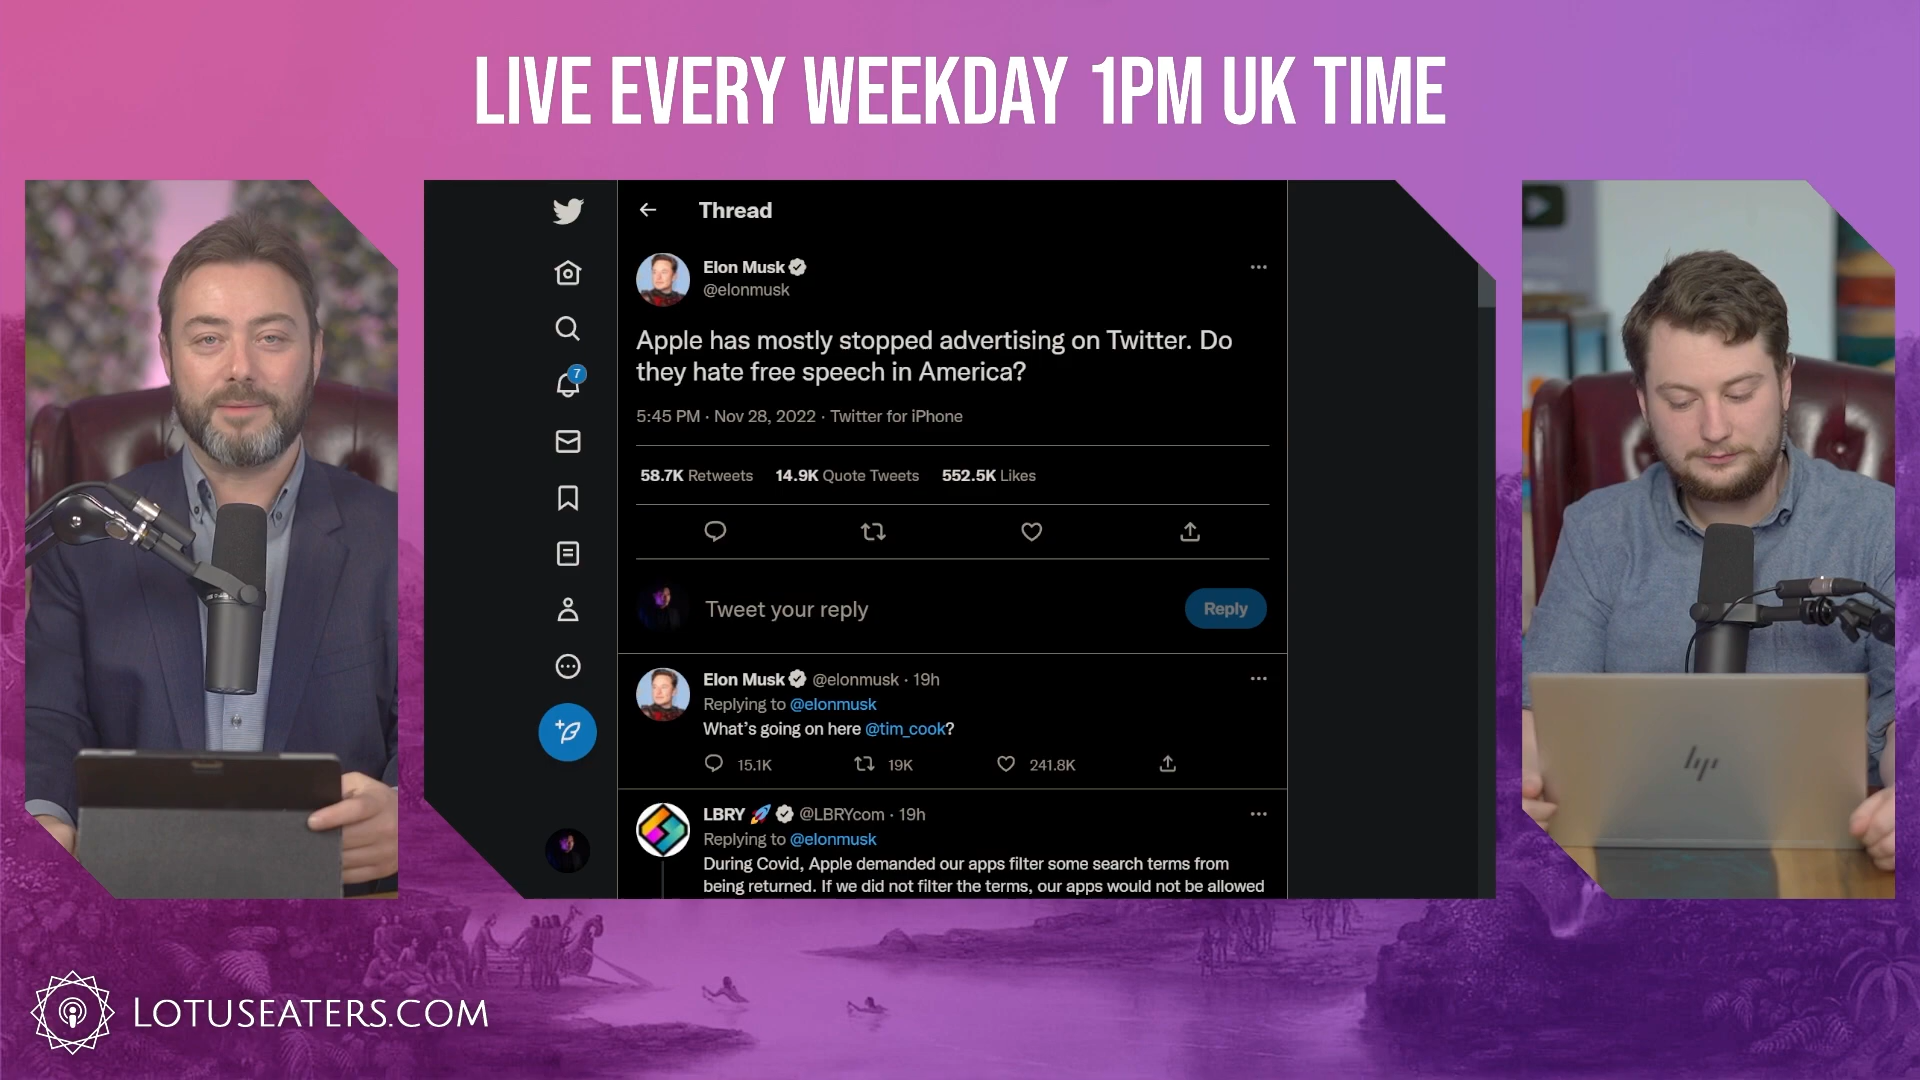 LIVE EVERY WEEKDAY 1PM UK TIME
Thread
Elon Musk
@elonmusk
Apple has mostly stopped advertising on Twitter. Do
they hate free speech in America?
5:45 PM · Nov 28, 2022 · Twitter for iPhone
58.7K Retweets 14.9K Quote Tweets 552.5K Likes
7
Tweet your reply
Reply
Elon Musk @elonmusk · 19h
Replying to @elonmusk
What's going on here @tim_cook?
15.1K 19K 241.8K
LBRY 🚀 @LBRYcom · 19h
Replying to @elonmusk
During Covid, Apple demanded our apps filter some search terms from
being returned. If we did not filter the terms, our apps would not be allowed
hp
LOTUSEATERS.COM